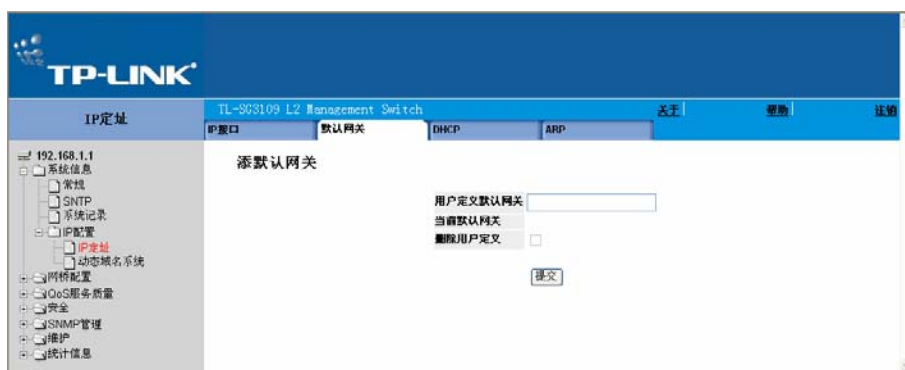 TP-LINK
IP定址
TL-SG3109 L2 Management Switch
关于
帮助
注销
IP接口
默认网关
DHCP
ARP
192.168.1.1
系统信息
常规
SNTP
系统记录
IP配置
IP定址
动态域名系统
网桥配置
QoS服务质量
安全
SNMP管理
维护
统计信息
添默认网关
用户定义默认网关
当前默认网关
删除用户定义
提交